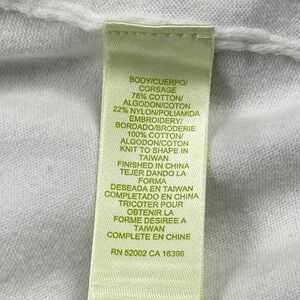 BODY/CUERPO/
CORSAGE
78% COTTON/
ALGODON/COTON
22% NYLON/POLIAMIDA
EMBROIDERY/
BORDADO/BRODERIE
100% COTTON/
ALGODON/COTON
KNIT TO SHAPE IN
TAIWAN
FINISHED IN CHINA
TEJER DANDO LA
FORMA
DESEADA EN TAIWAN
COMPLETADO EN CHINA
TRICOTER POUR
OBTENIR LA
FORME DESIREE A
TAIWAN
COMPLETE EN CHINE
RN 52002 CA 16396